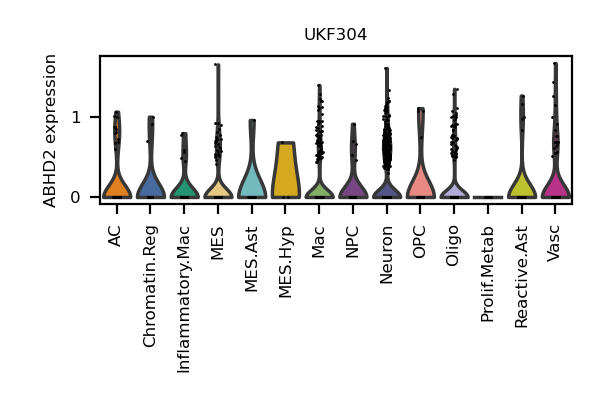 UKF304
ABHD2 expression
1
0
AC
Chromatin.Reg
Inflammatory.Mac
MES
MES.Ast
MES.Hyp
Mac
NPC
Neuron
OPC
Oligo
Prolif.Metab
Reactive.Ast
Vasc